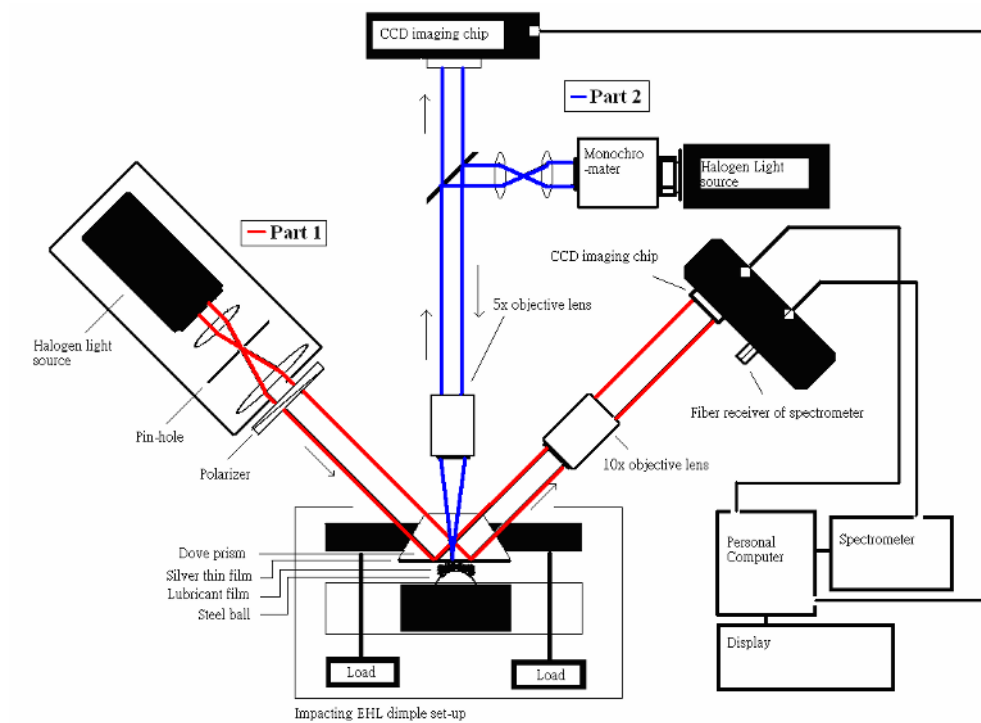 CCD imaging chip
Part 2
Monochro
-mater
Halogen Light
source
Part 1
CCD imaging chip
5x objective lens
Halogen light
source
Pin-hole
Polarizer
Fiber receiver of spectrometer
10x objective lens
Dove prism
Silver thin film
Lubricant film
Steel ball
Personal
Computer
Spectrometer
Display
Load
Load
Impacting EHL dimple set-up